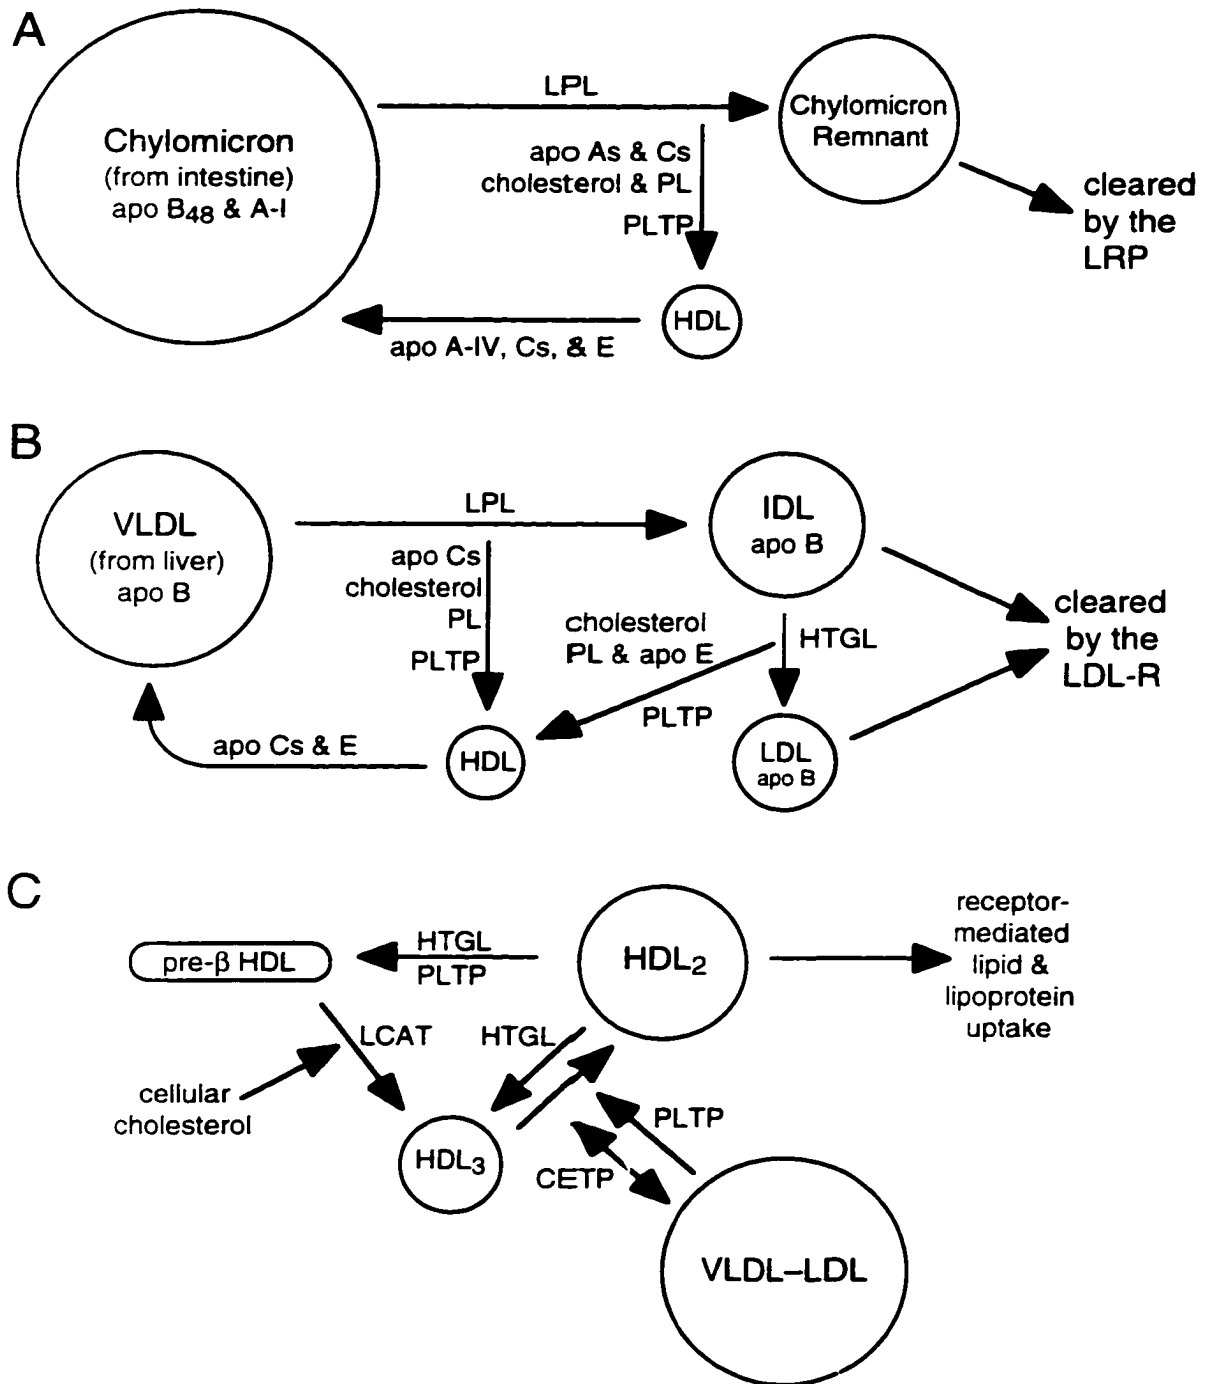 A
Chylomicron
(from intestine)
apo B48 & A-I
LPL
apo As & Cs
cholesterol & PL
PLTP
Chylomicron
Remnant
cleared
by the
LRP
HDL
apo A-IV, Cs, & E
B
VLDL
(from liver)
apo B
LPL
apo Cs
cholesterol
PL
PLTP
IDL
apo B
cholesterol
PL & apo E
PLTP
HTGL
cleared
by the
LDL-R
LDL
apo B
HDL
apo Cs & E
C
pre-β HDL
HTGL
PLTP
HDL2
receptor-
mediated
lipid &
lipoprotein
uptake
LCAT
HTGL
cellular
cholesterol
HDL3
PLTP
CETP
VLDL–LDL